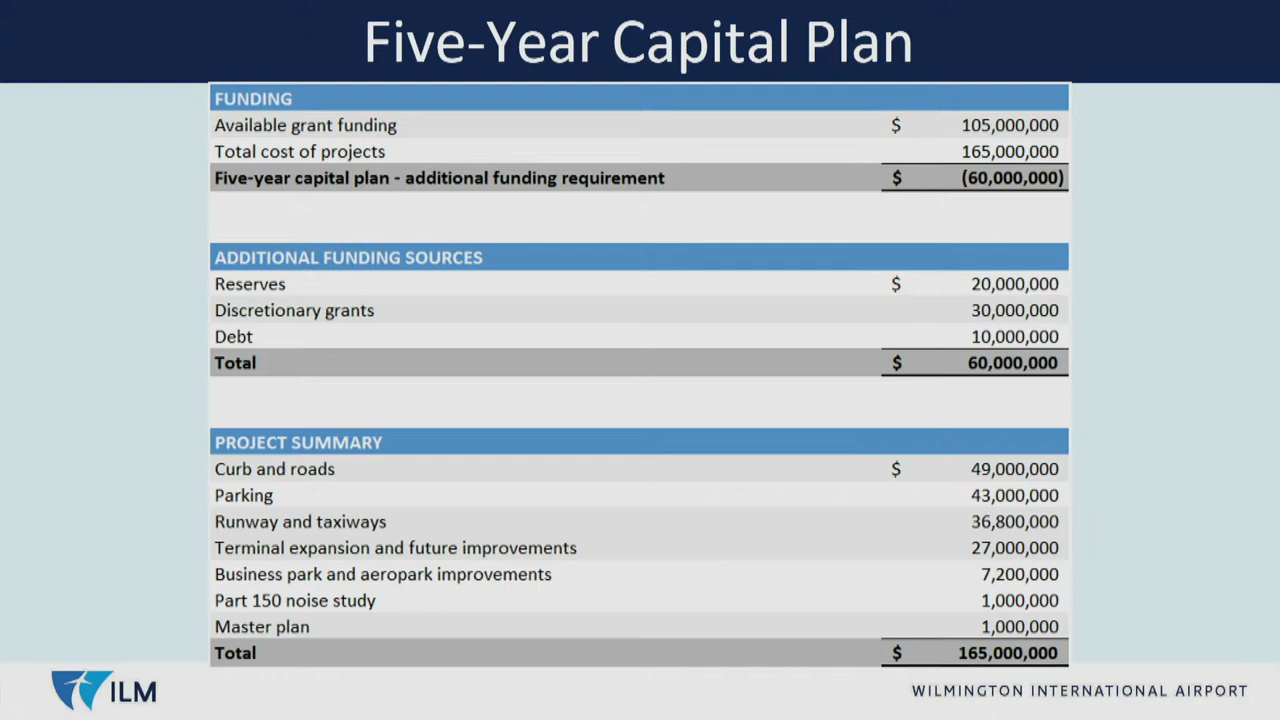 Five-Year Capital Plan
FUNDING
Available grant funding $ 105,000,000
Total cost of projects 165,000,000
Five-year capital plan - additional funding requirement $ (60,000,000)
ADDITIONAL FUNDING SOURCES
Reserves $ 20,000,000
Discretionary grants 30,000,000
Debt 10,000,000
Total $ 60,000,000
PROJECT SUMMARY
Curb and roads $ 49,000,000
Parking 43,000,000
Runway and taxiways 36,800,000
Terminal expansion and future improvements 27,000,000
Business park and aeropark improvements 7,200,000
Part 150 noise study 1,000,000
Master plan 1,000,000
Total $ 165,000,000
ILM
WILMINGTON INTERNATIONAL AIRPORT